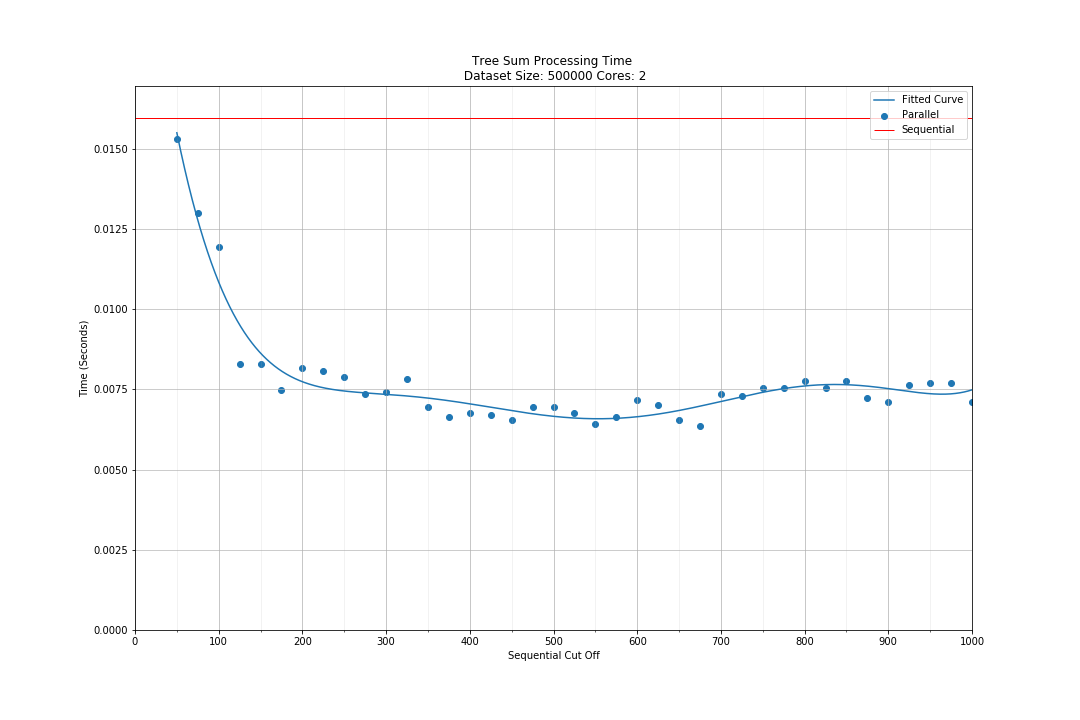 Tree Sum Processing Time
Dataset Size: 500000 Cores: 2
Fitted Curve
Parallel
Sequential
Time (Seconds)
0.0150
0.0125
0.0100
0.0075
0.0050
0.0025
0.0000
0 100 200 300 400 500 600 700 800 900 1000
Sequential Cut Off